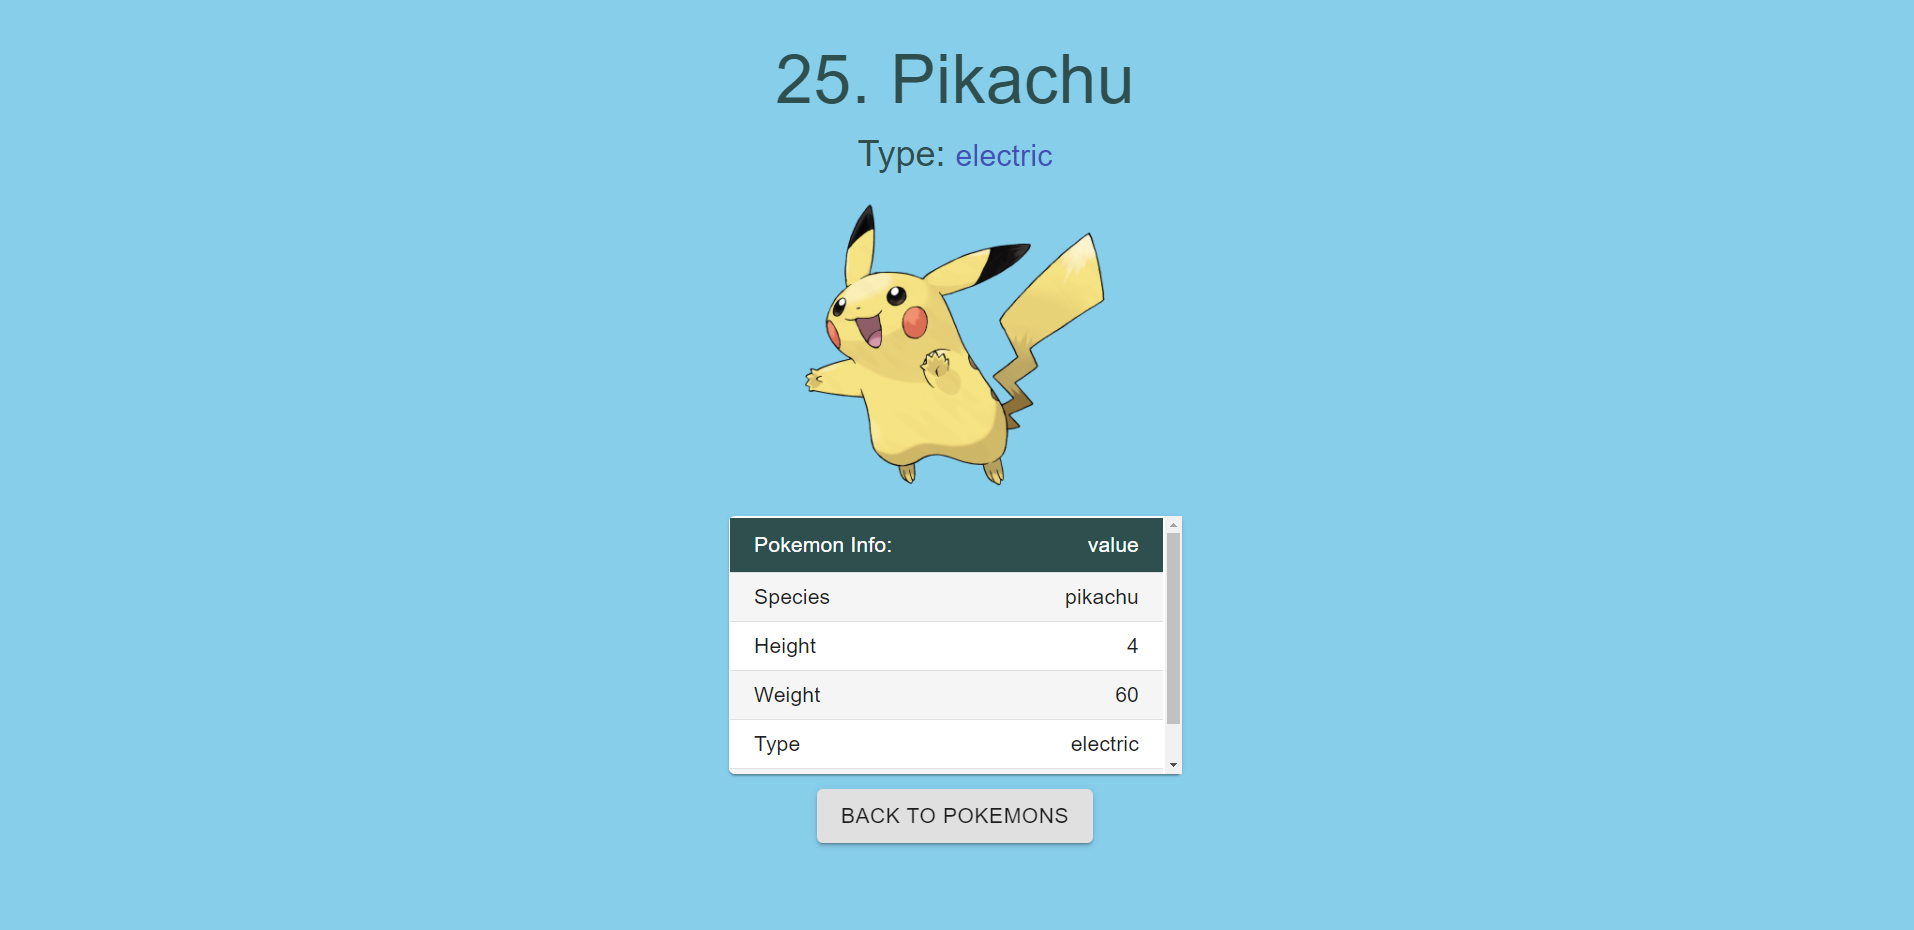 25. Pikachu
Type: electric
Pokemon Info: value
Species pikachu
Height 4
Weight 60
Type electric
BACK TO POKEMONS